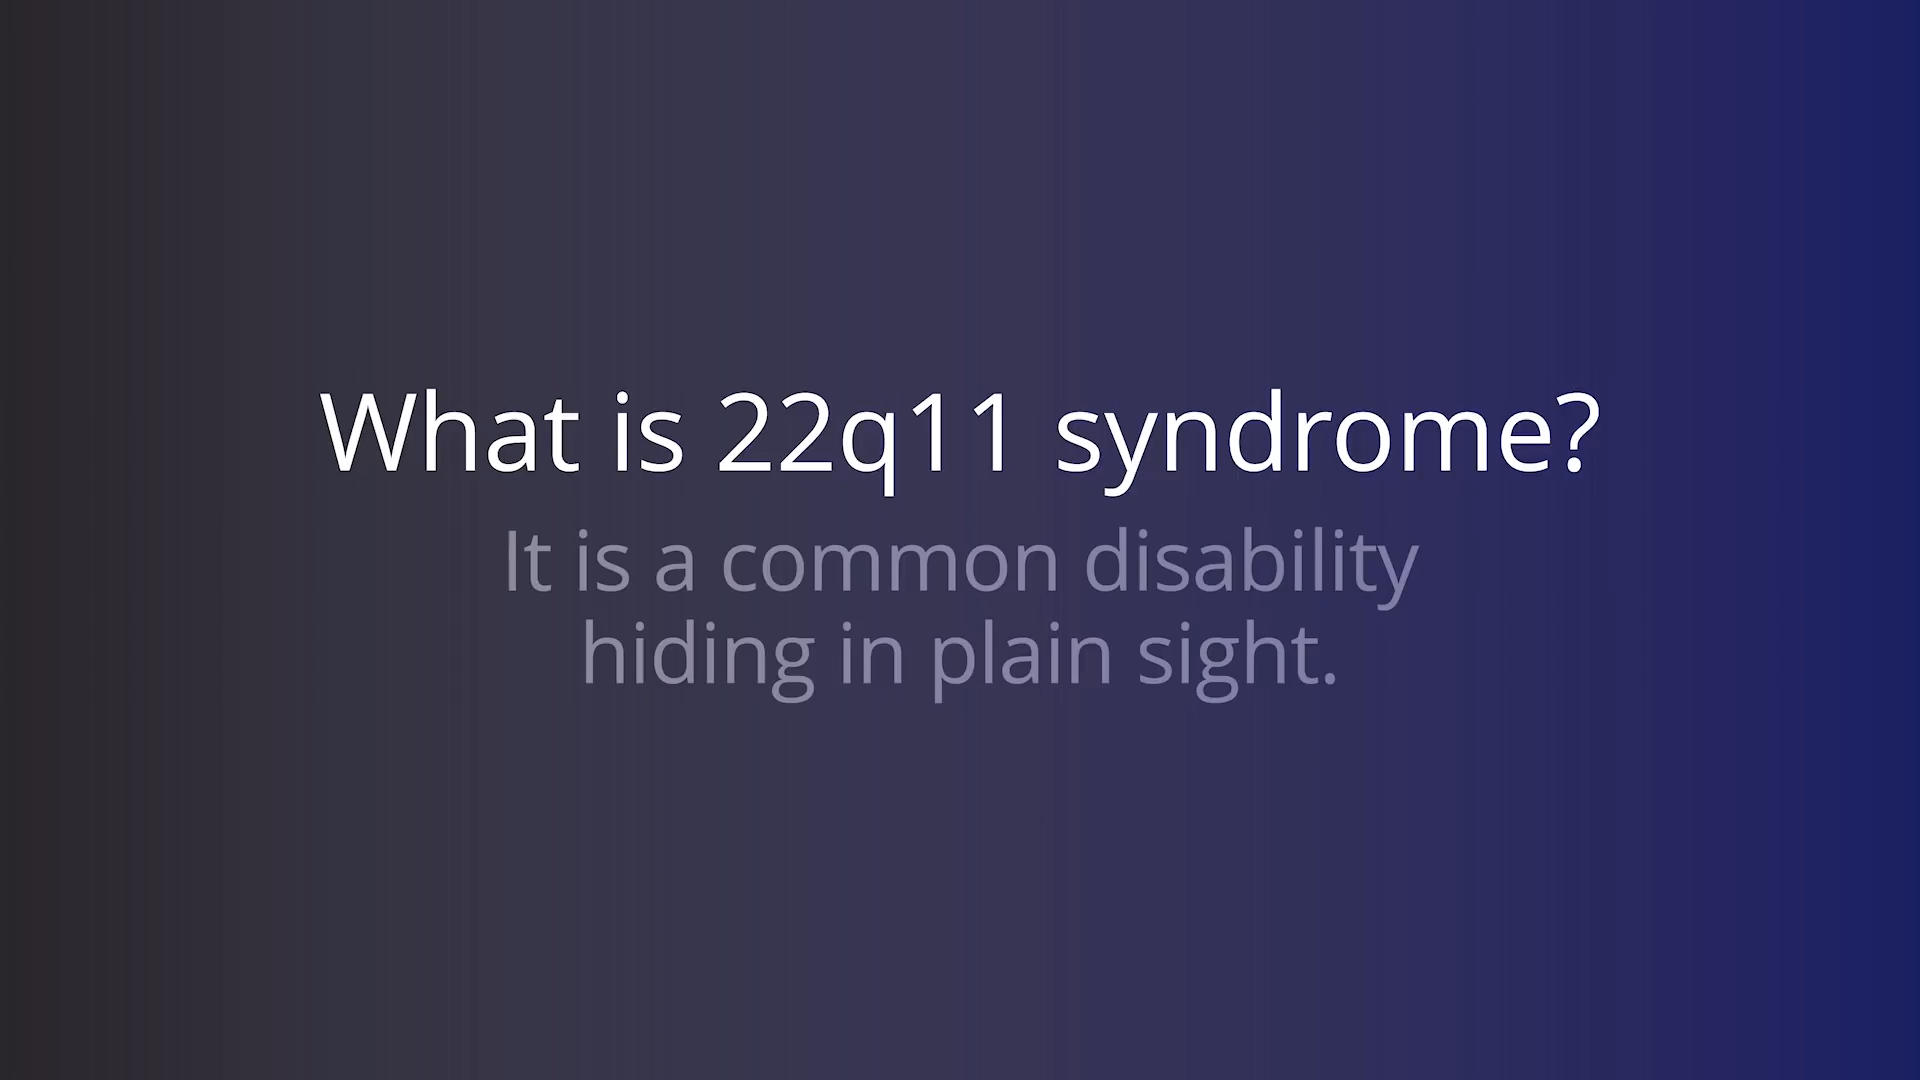 What is 22q11 syndrome?
It is a common disability
hiding in plain sight.